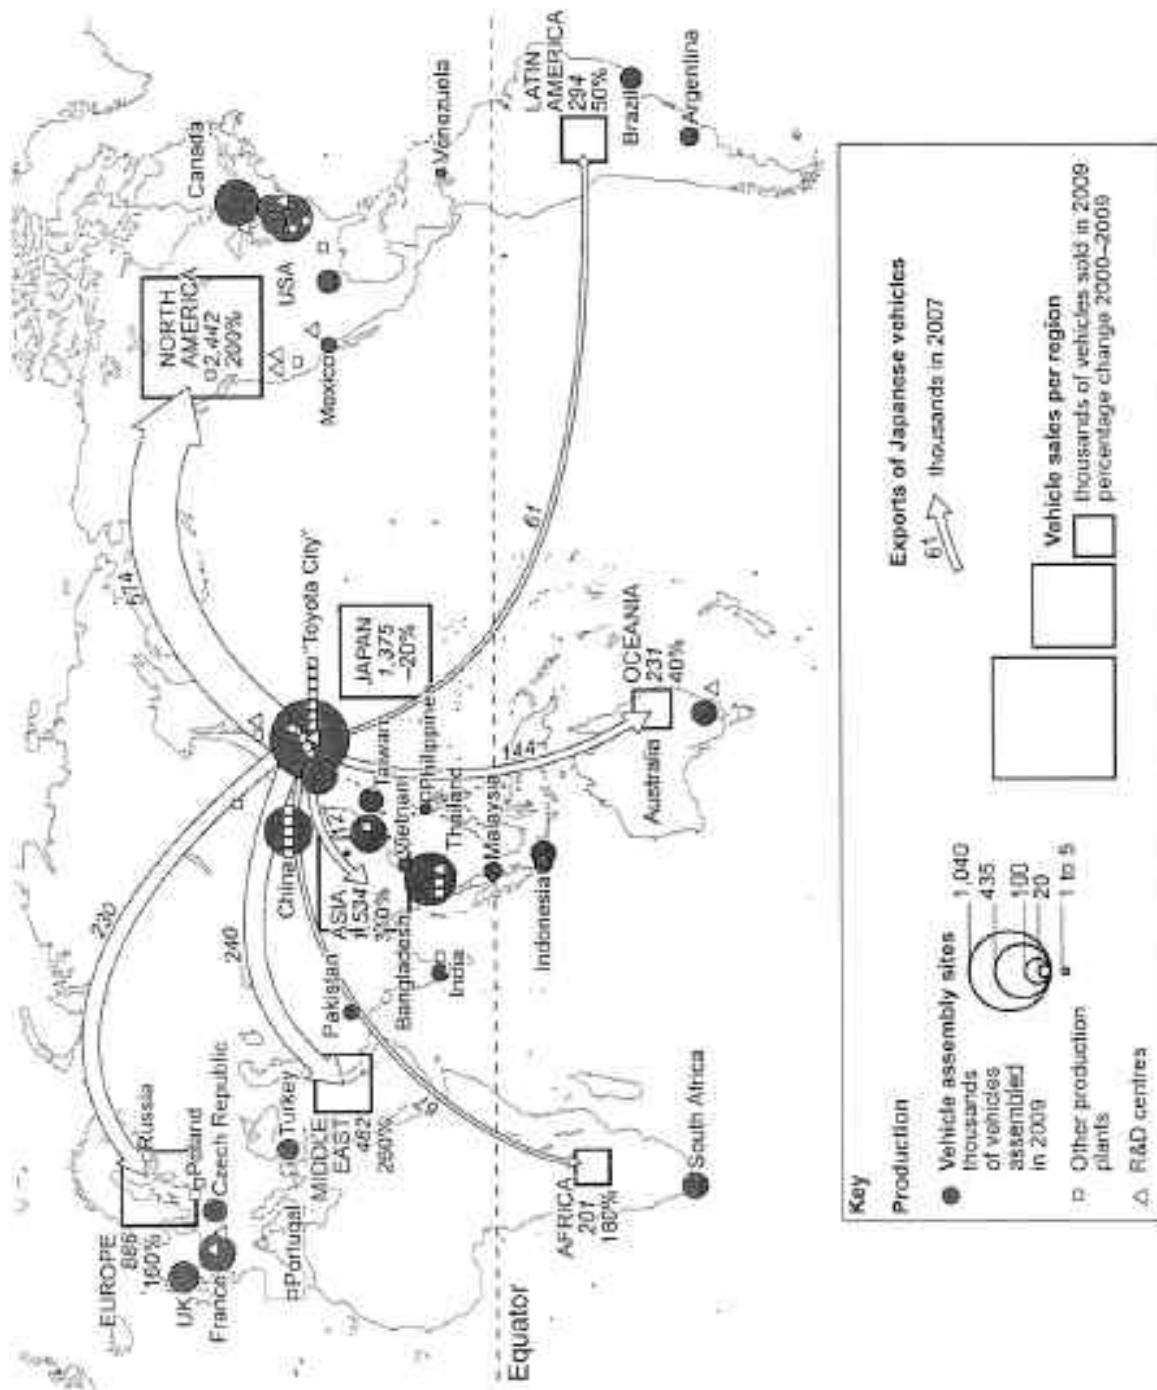 EUROPE
886
160%
UK
France
Russia
Poland
Czech Republic
Portugal
Turkey
MIDDLE
EAST
482
250%
AFRICA
201
180%
South Africa
Equator
230
240
Pakistan
Bangladesh
India
China
ASIA
1,534
Vietnam
Thailand
Malaysia
Indonesia
Taiwan
Philippines
"Toyota City"
JAPAN
1,375
–20%
144
Australia
OCEANIA
231
40%
574
61
NORTH
AMERICA
2,442
200%
Canada
USA
Mexico
Venezuola
LATIN
AMERICA
294
50%
Brazil
Argentina
Key
Production
Vehicle assembly sites
thousands
of vehicles
assembled
in 2009
1,040
435
100
20
1 to 5
Other production
plants
R&D centres
Exports of Japanese vehicles
61
thousands in 2007
Vehicle sales per region
thousands of vehicles sold in 2009
percentage change 2000–2009